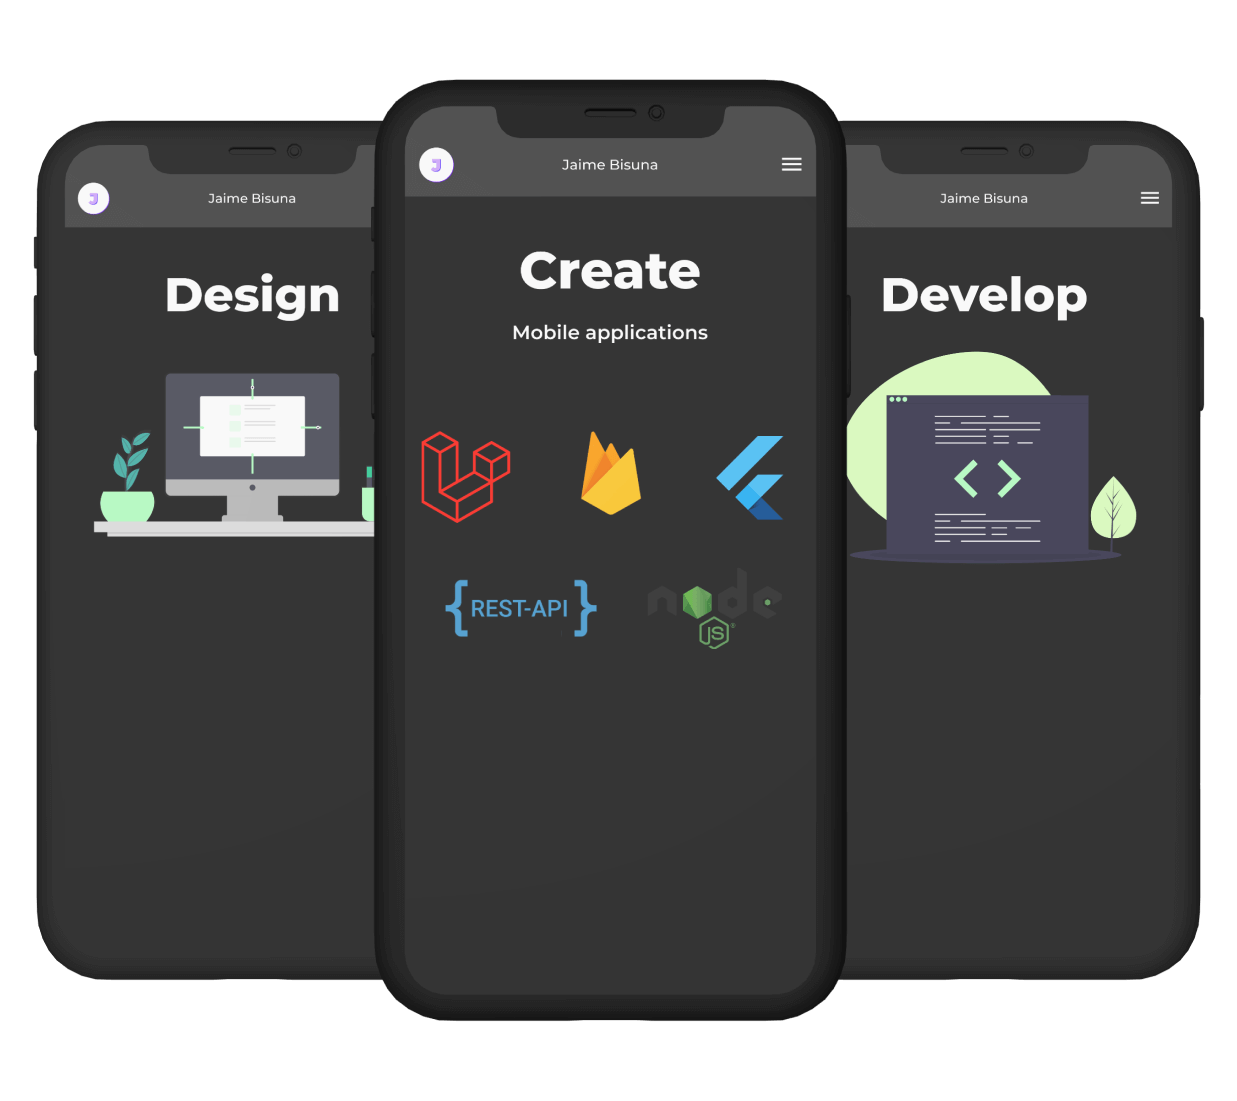 J
Jaime Bisuna
Design
J
Jaime Bisuna
Create
Mobile applications
{REST-API}
node
JS
®
Jaime Bisuna
Develop
< >